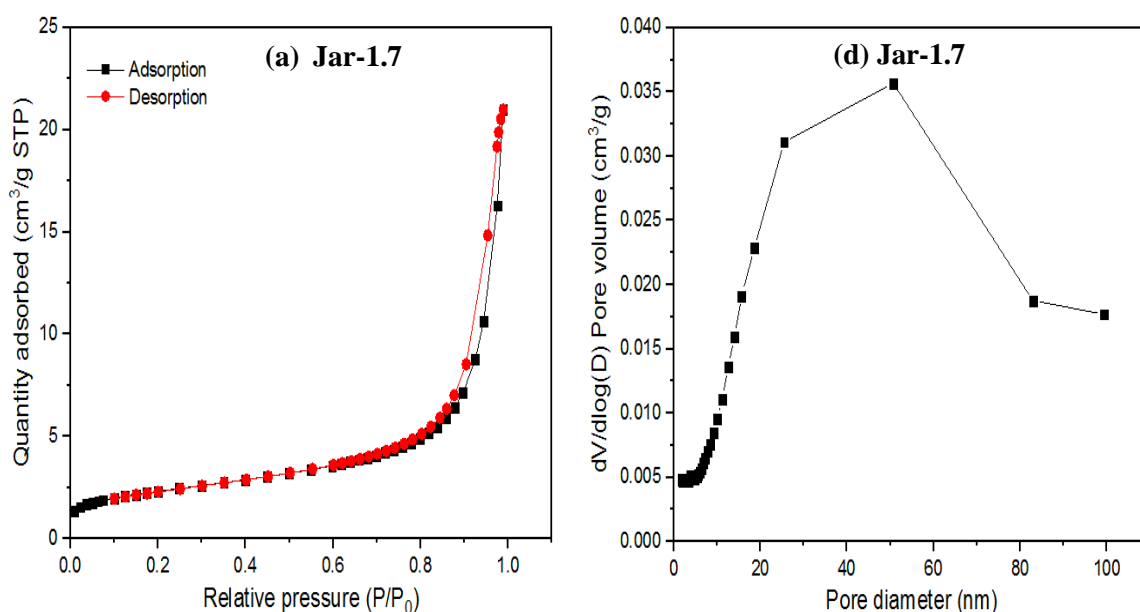 (a) Jar-1.7
Adsorption
Desorption
Quantity adsorbed (cm³/g STP)
25
20
15
10
5
0
0.0 0.2 0.4 0.6 0.8 1.0
Relative pressure (P/P₀)
(d) Jar-1.7
dV/dlog(D) Pore volume (cm³/g)
0.040
0.035
0.030
0.025
0.020
0.015
0.010
0.005
0.000
0 20 40 60 80 100
Pore diameter (nm)